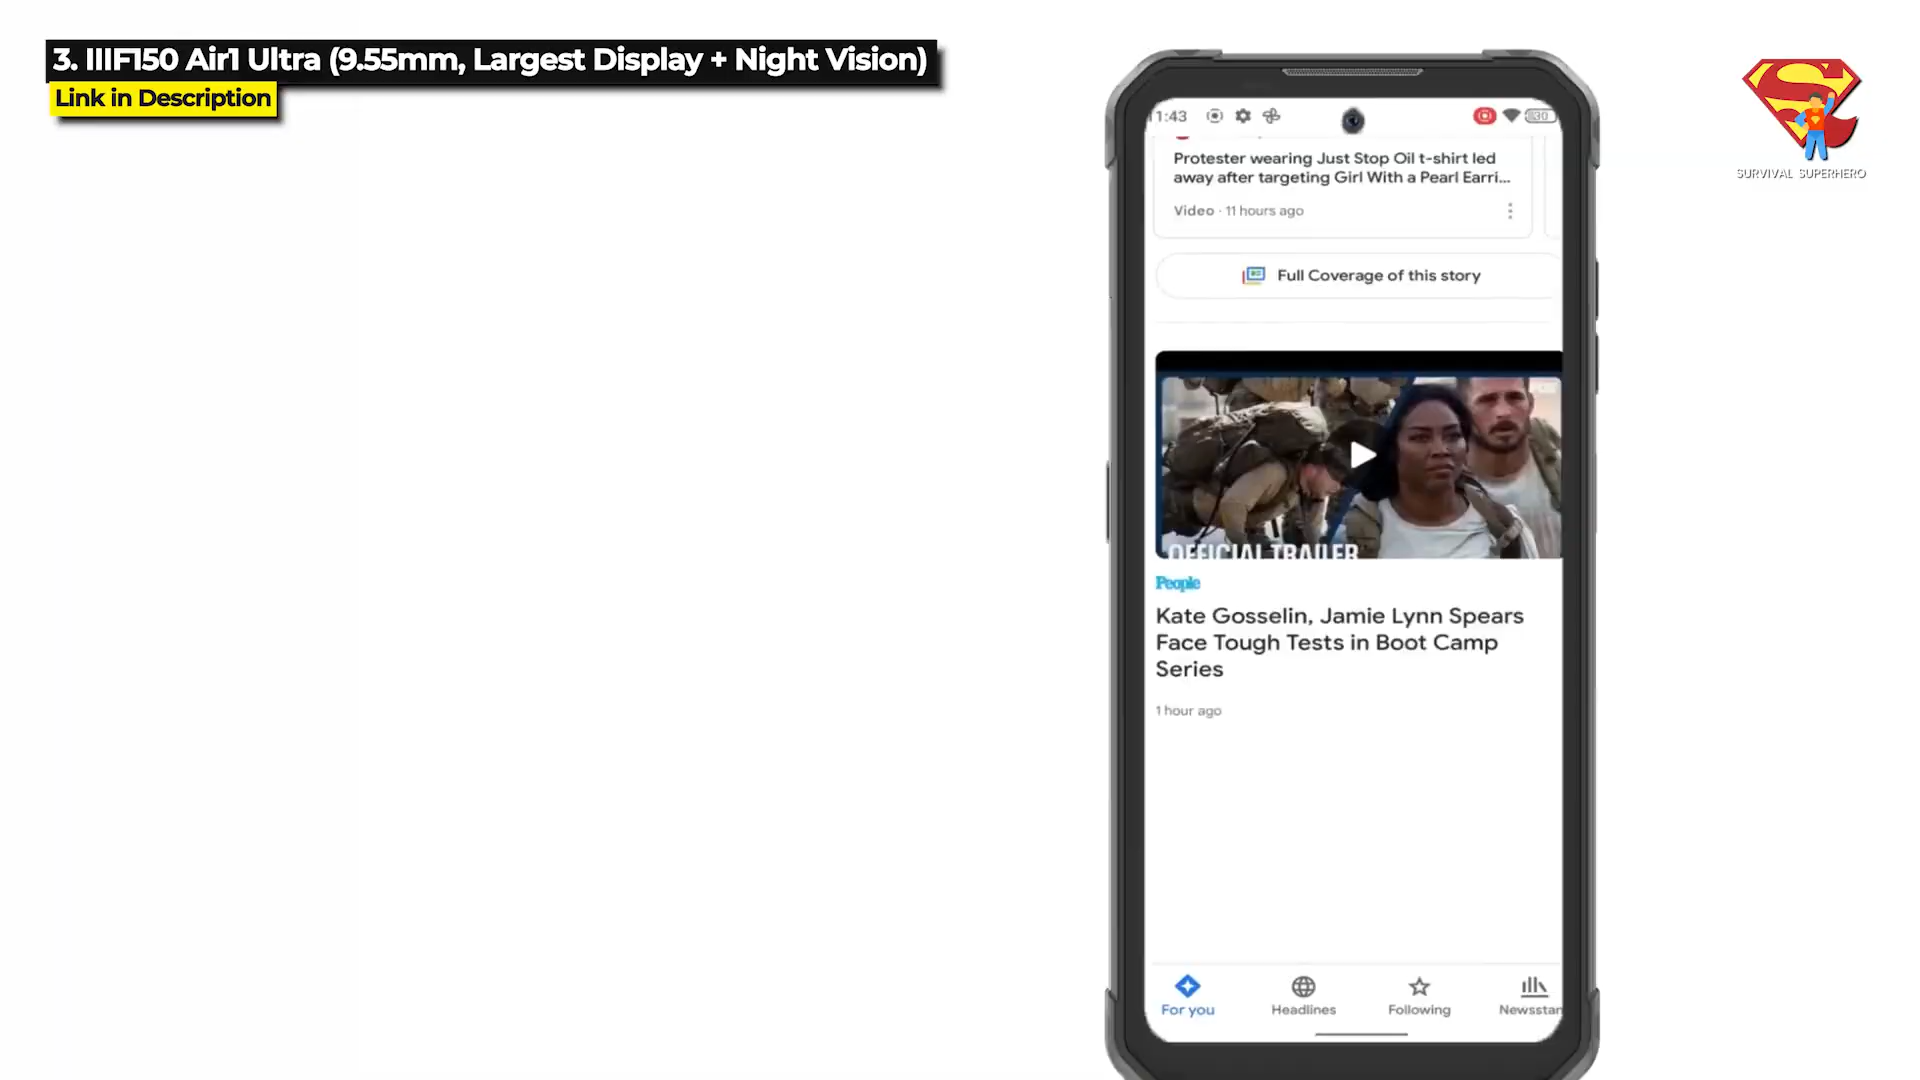 3. IIIF150 Air1 Ultra (9.55mm, Largest Display + Night Vision)
Link in Description
SURVIVAL SUPERHERO
11:43
30
Protester wearing Just Stop Oil t-shirt led
away after targeting Girl With a Pearl Earri...
Video · 11 hours ago
Full Coverage of this story
OFFICIAL TRAILER
People
Kate Gosselin, Jamie Lynn Spears
Face Tough Tests in Boot Camp
Series
1 hour ago
For you
Headlines
Following
Newsstan